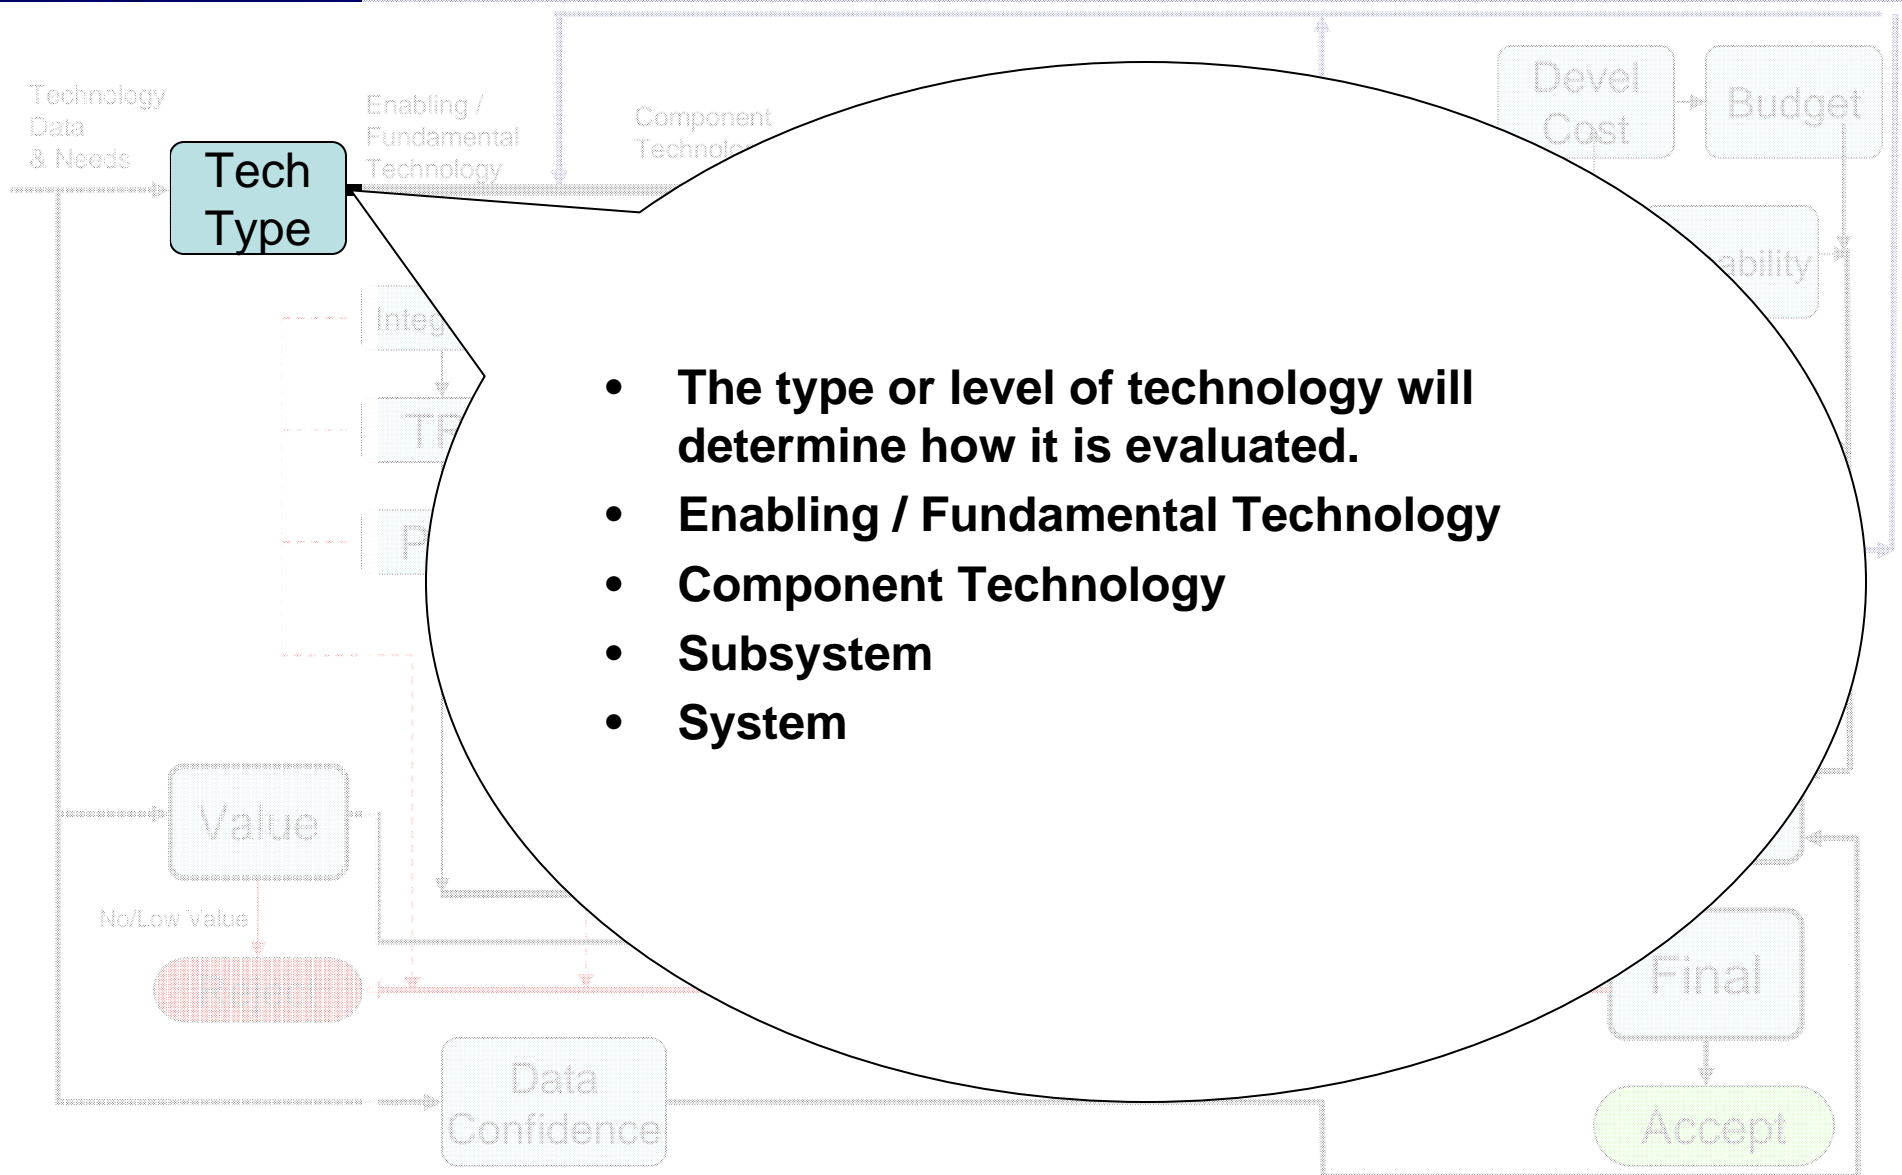 Technology
Data
& Needs
Enabling /
Fundamental
Technology
Component
Devel
Cost
Budget
Tech
Type
• The type or level of technology will
determine how it is evaluated.
• Enabling / Fundamental Technology
• Component Technology
• Subsystem
• System
Value
No/Low Value
Reject
Final
Data
Confidence
Accept